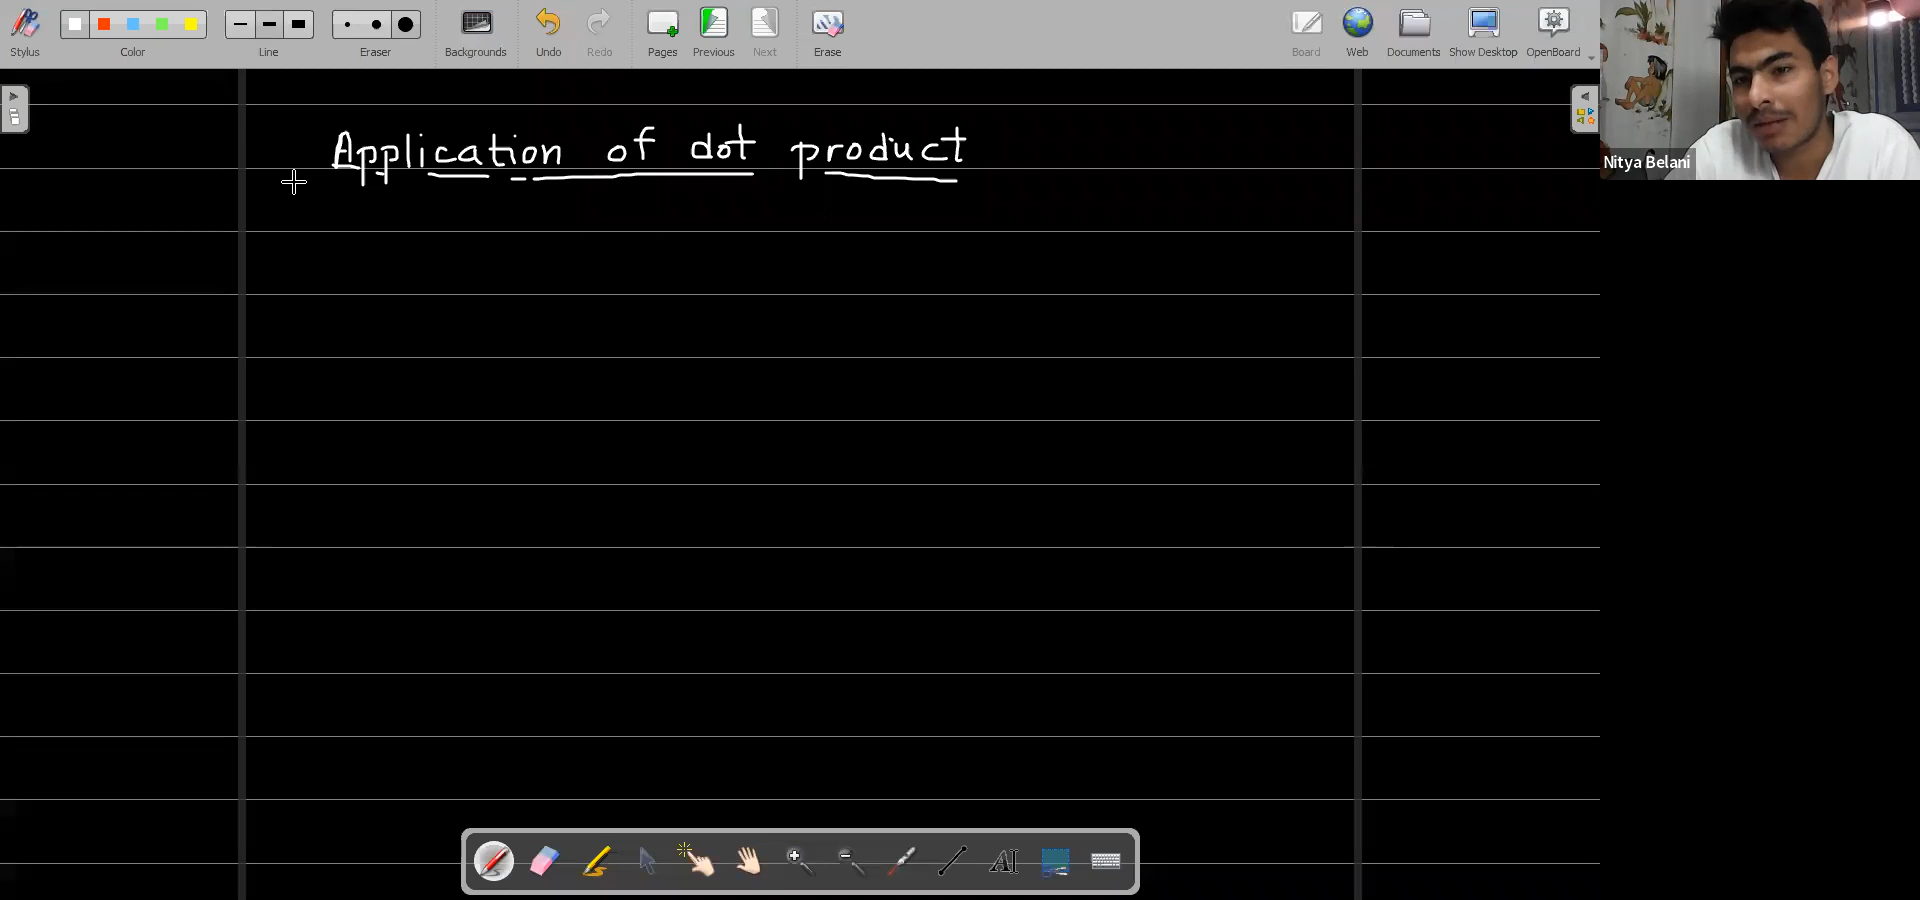 Stylus
Color
Line
Eraser
Backgrounds
Undo
Redo
Pages
Previous
Next
Erase
Board
Web
Documents
Show Desktop
OpenBoard
Application of dot product
Nitya Belani
AI